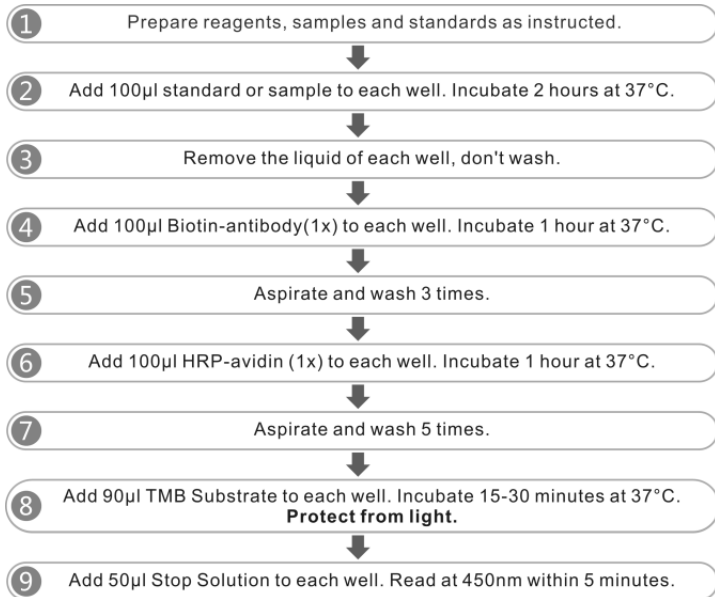 1 Prepare reagents, samples and standards as instructed.
2 Add 100μl standard or sample to each well. Incubate 2 hours at 37°C.
3 Remove the liquid of each well, don't wash.
4 Add 100μl Biotin-antibody(1x) to each well. Incubate 1 hour at 37°C.
5 Aspirate and wash 3 times.
6 Add 100μl HRP-avidin (1x) to each well. Incubate 1 hour at 37°C.
7 Aspirate and wash 5 times.
8 Add 90μl TMB Substrate to each well. Incubate 15-30 minutes at 37°C.
Protect from light.
9 Add 50μl Stop Solution to each well. Read at 450nm within 5 minutes.